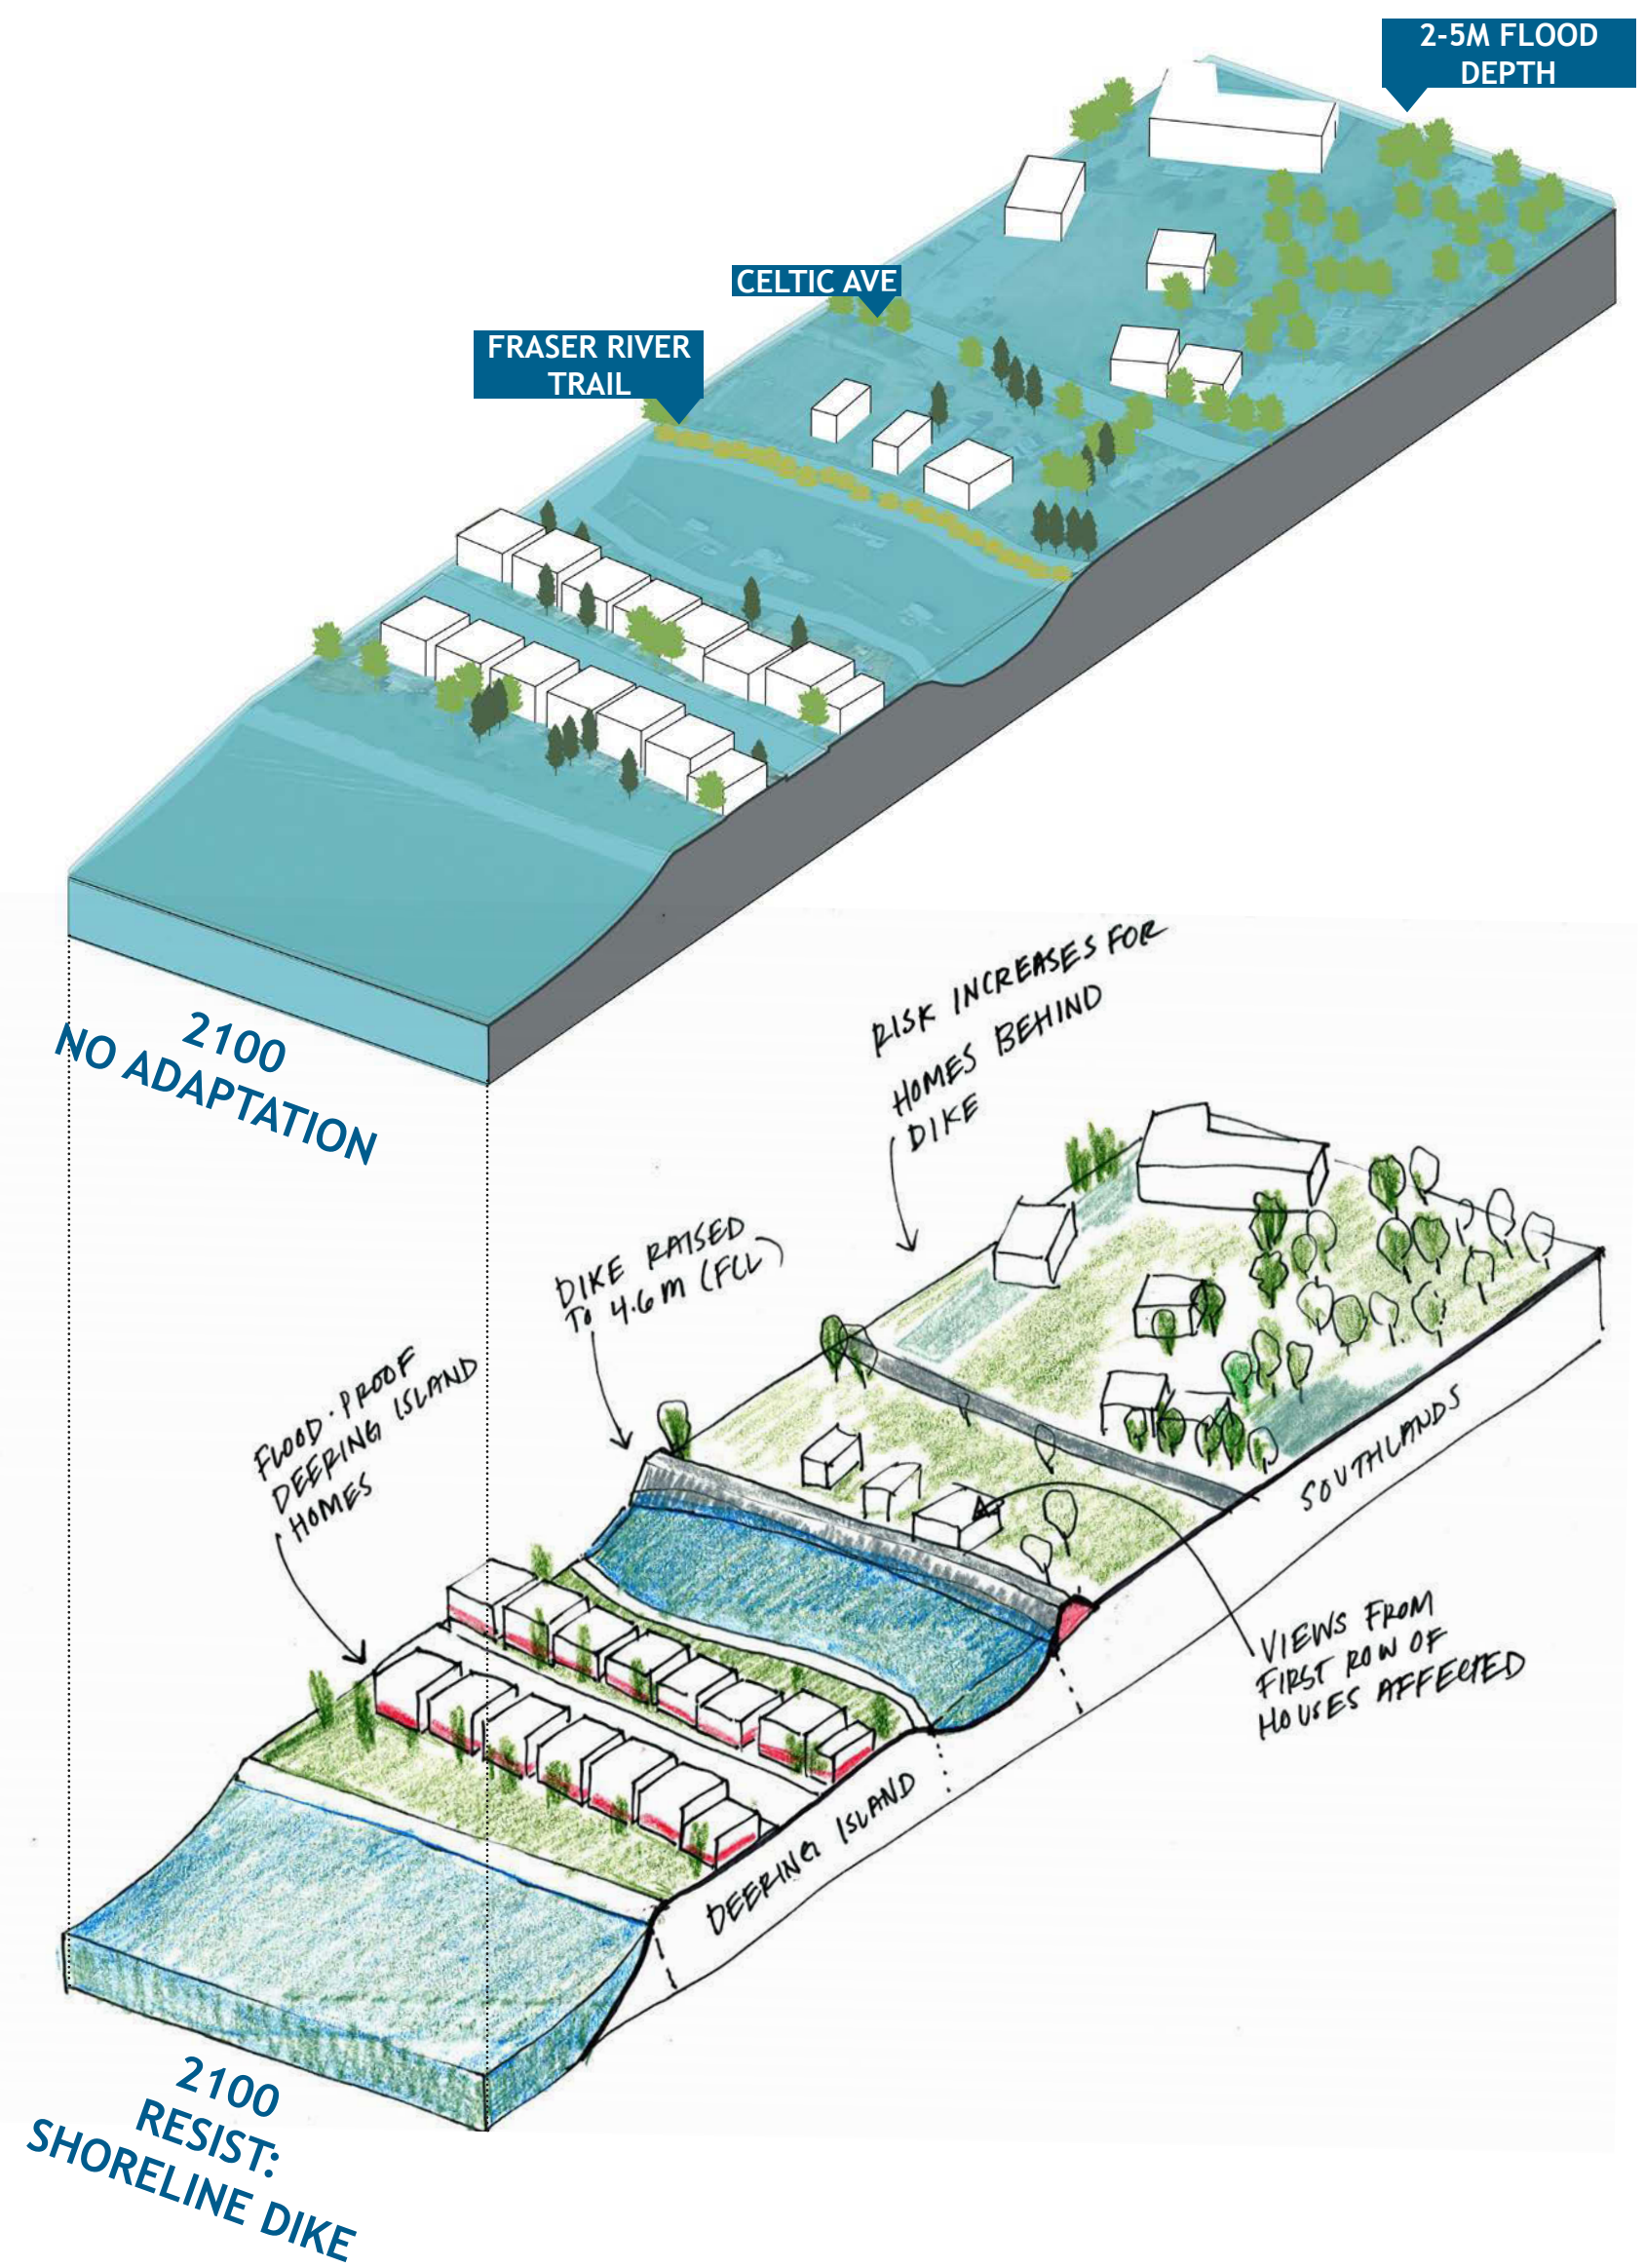 2-5M FLOOD
DEPTH
CELTIC AVE
FRASER RIVER
TRAIL
2100
NO ADAPTATION
RISK INCREASES FOR
HOMES BEHIND
DIKE
DIKE RAISED
TO 4.6 M (FCL)
FLOOD-PROOF
DEERING ISLAND
HOMES
SOUTHLANDS
VIEWS FROM
FIRST ROW OF
HOUSES AFFECTED
DEERING ISLAND
2100
RESIST:
SHORELINE DIKE